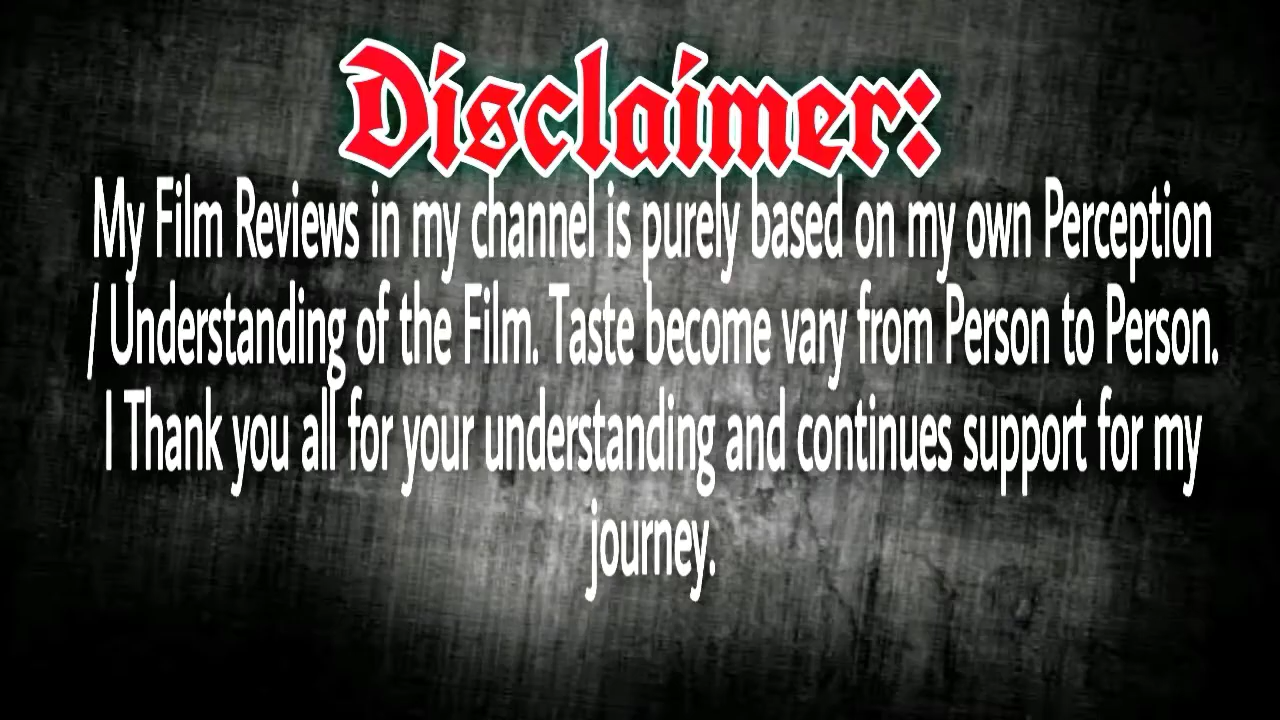 Disclaimer:
My Film Reviews in my channel is purely based on my own Perception
/ Understanding of the Film. Taste become vary from Person to Person.
I Thank you all for your understanding and continues support for my
journey.